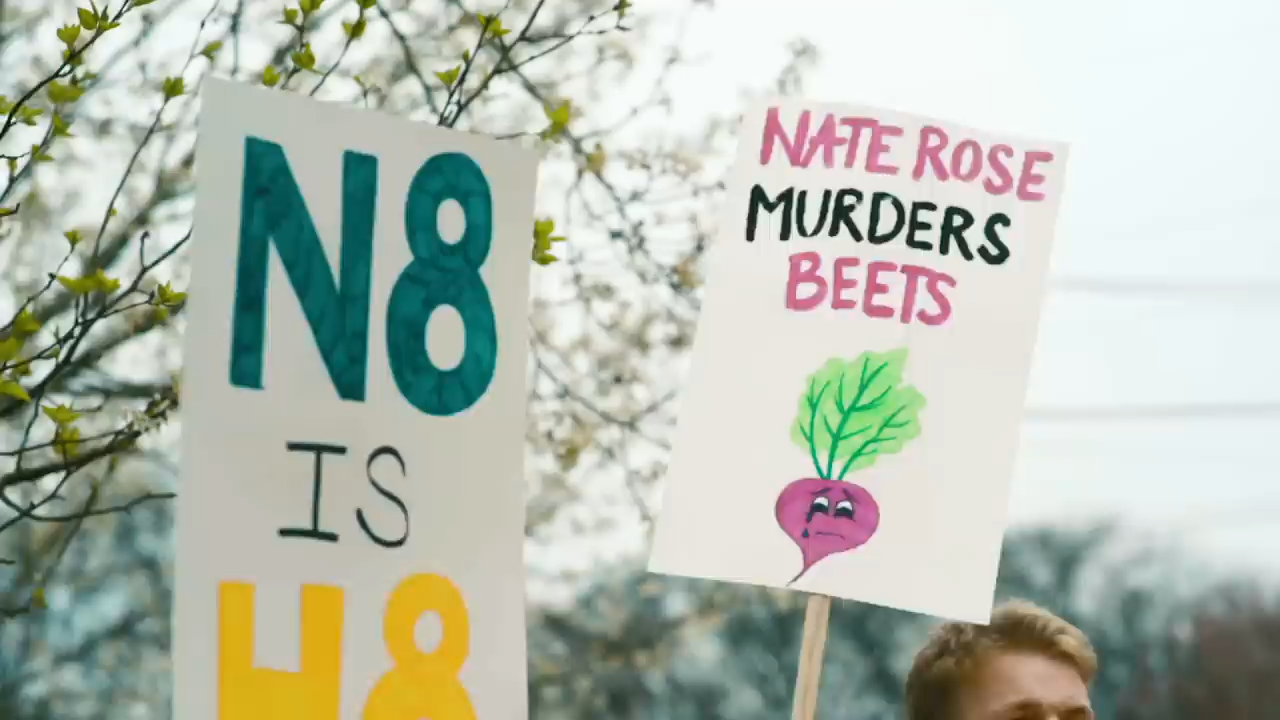 N8
IS
H8
NATE ROSE
MURDERS
BEETS